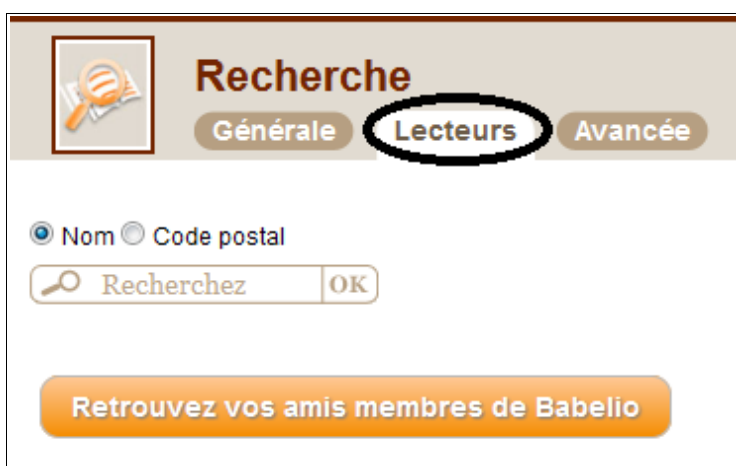 Recherche
Générale Lecteurs Avancée
Nom Code postal
Recherchez OK
Retrouvez vos amis membres de Babelio